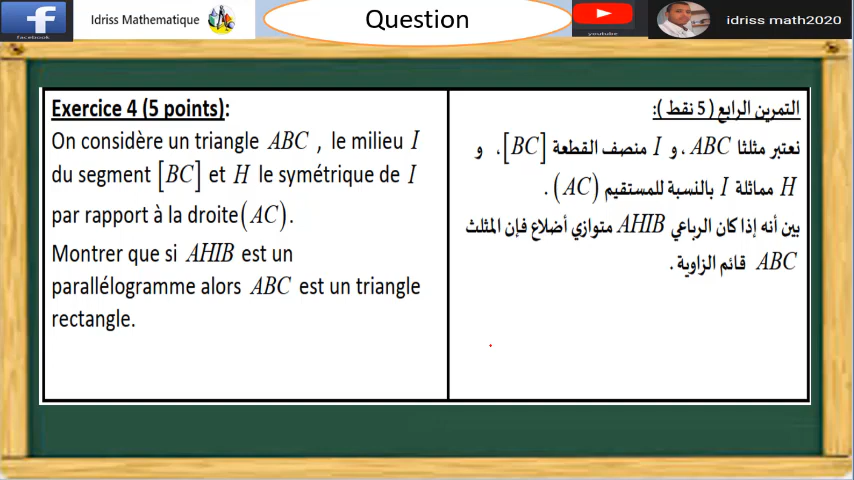 facebook
Idriss Mathematique
Question
youtube
idriss math2020
Exercice 4 (5 points):
On considère un triangle ABC , le milieu I
du segment [BC] et H le symétrique de I
par rapport à la droite(AC).
Montrer que si AHIB est un
parallélogramme alors ABC est un triangle
rectangle.
التمرين الرابع ( 5 نقط ):
نعتبر مثلثا ABC ، و I منصف القطعة [BC]، و
H مماثلة I بالنسبة للمستقيم (AC) .
بين أنه إذا كان الرباعي AHIB متوازي أضلاع فإن المثلث
ABC قائم الزاوية .